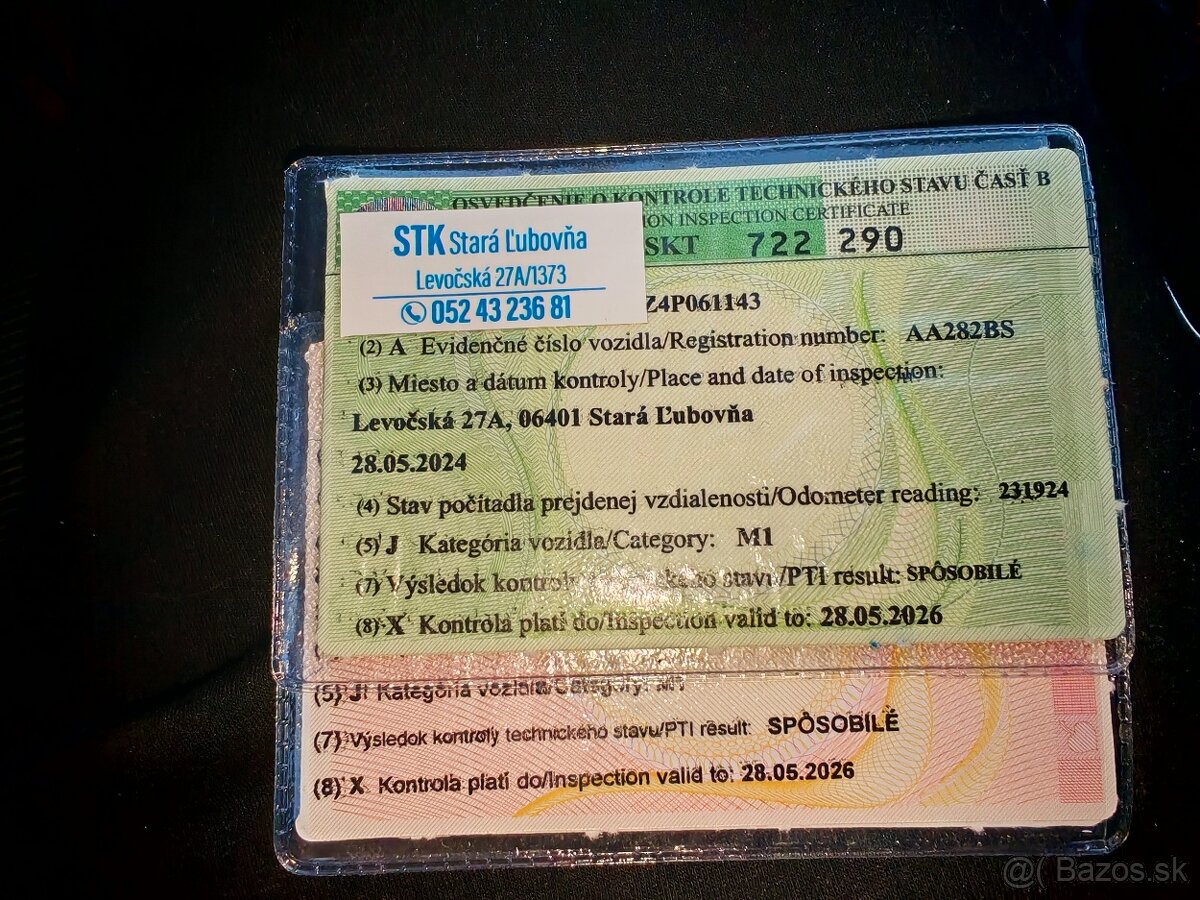 OSVEDČENIE O KONTROLE TECHNICKÉHO STAVU ČASŤ B
ION INSPECTION CERTIFICATE
SKT 722 290
STK Stará Ľubovňa
Levočská 27A/1373
052 43 236 81
Z4P061143
(2) A Evidenčné číslo vozidla/Registration number: AA282BS
(3) Miesto a dátum kontroly/Place and date of inspection:
Levočská 27A, 06401 Stará Ľubovňa
28.05.2024
(4) Stav počítadla prejdenej vzdialenosti/Odometer reading: 231924
(5) J Kategória vozidla/Category: M1
(7) Výsledok kontroly stavu/PTI result: SPÔSOBILÉ
(8) X Kontrola platí do/Inspection valid to: 28.05.2026
(5) J Kategória vozidla/Category: M1
(7) Výsledok kontroly technického stavu/PTI result: SPÔSOBILÉ
(8) X Kontrola platí do/Inspection valid to: 28.05.2026
@( Bazos.sk